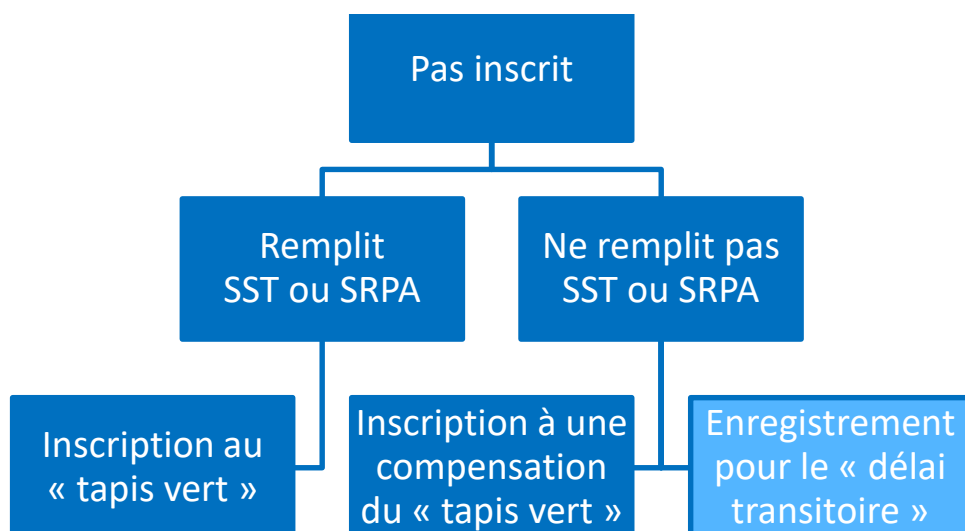 Pas inscrit
Remplit
SST ou SRPA
Ne remplit pas
SST ou SRPA
Inscription au
« tapis vert »
Inscription à une
compensation
du « tapis vert »
Enregistrement
pour le « délai
transitoire »